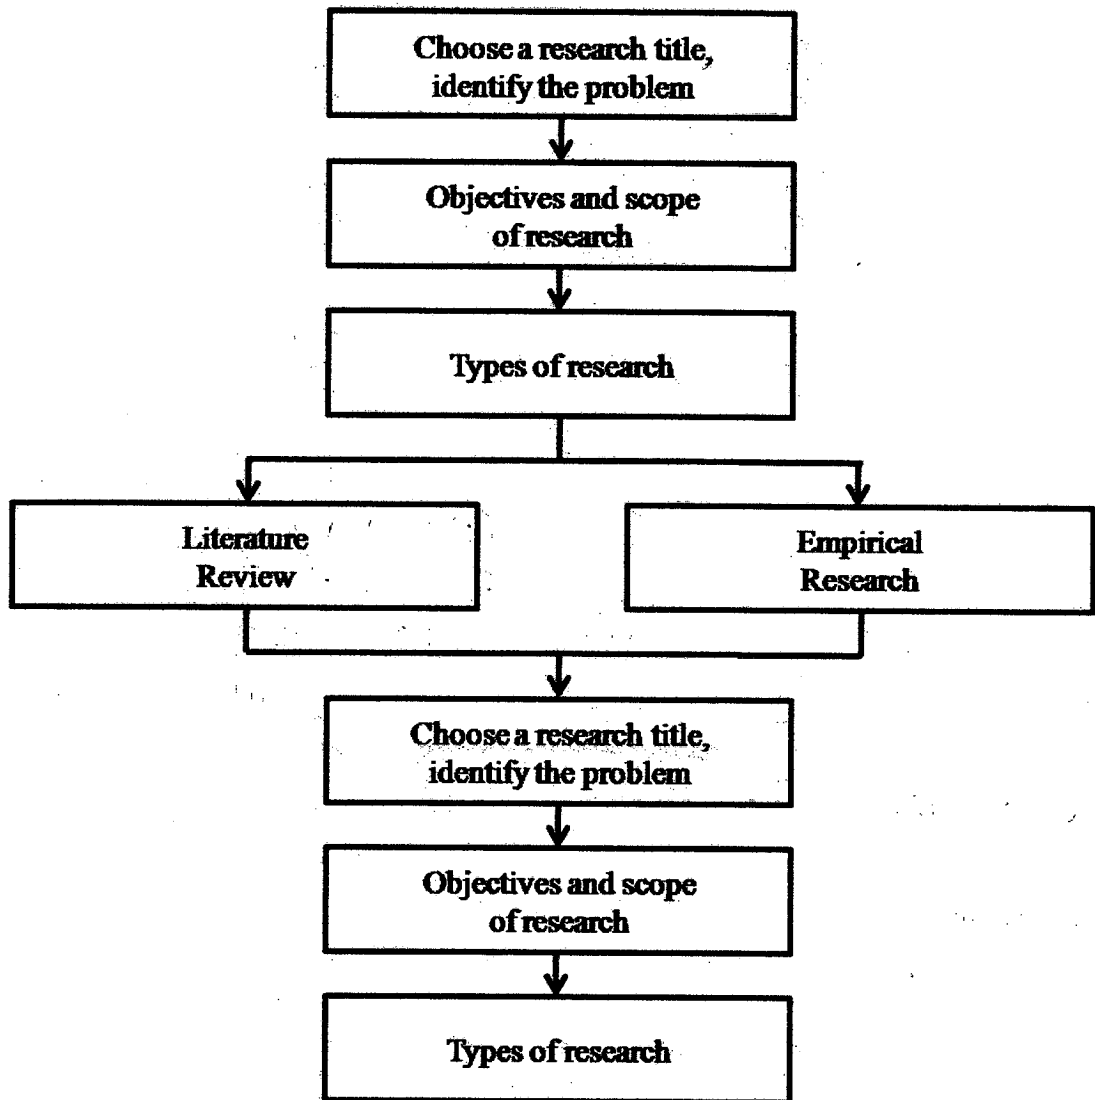 Choose a research title,
identify the problem
Objectives and scope
of research
Types of research
Literature
Review
Empirical
Research
Choose a research title,
identify the problem
Objectives and scope
of research
Types of research